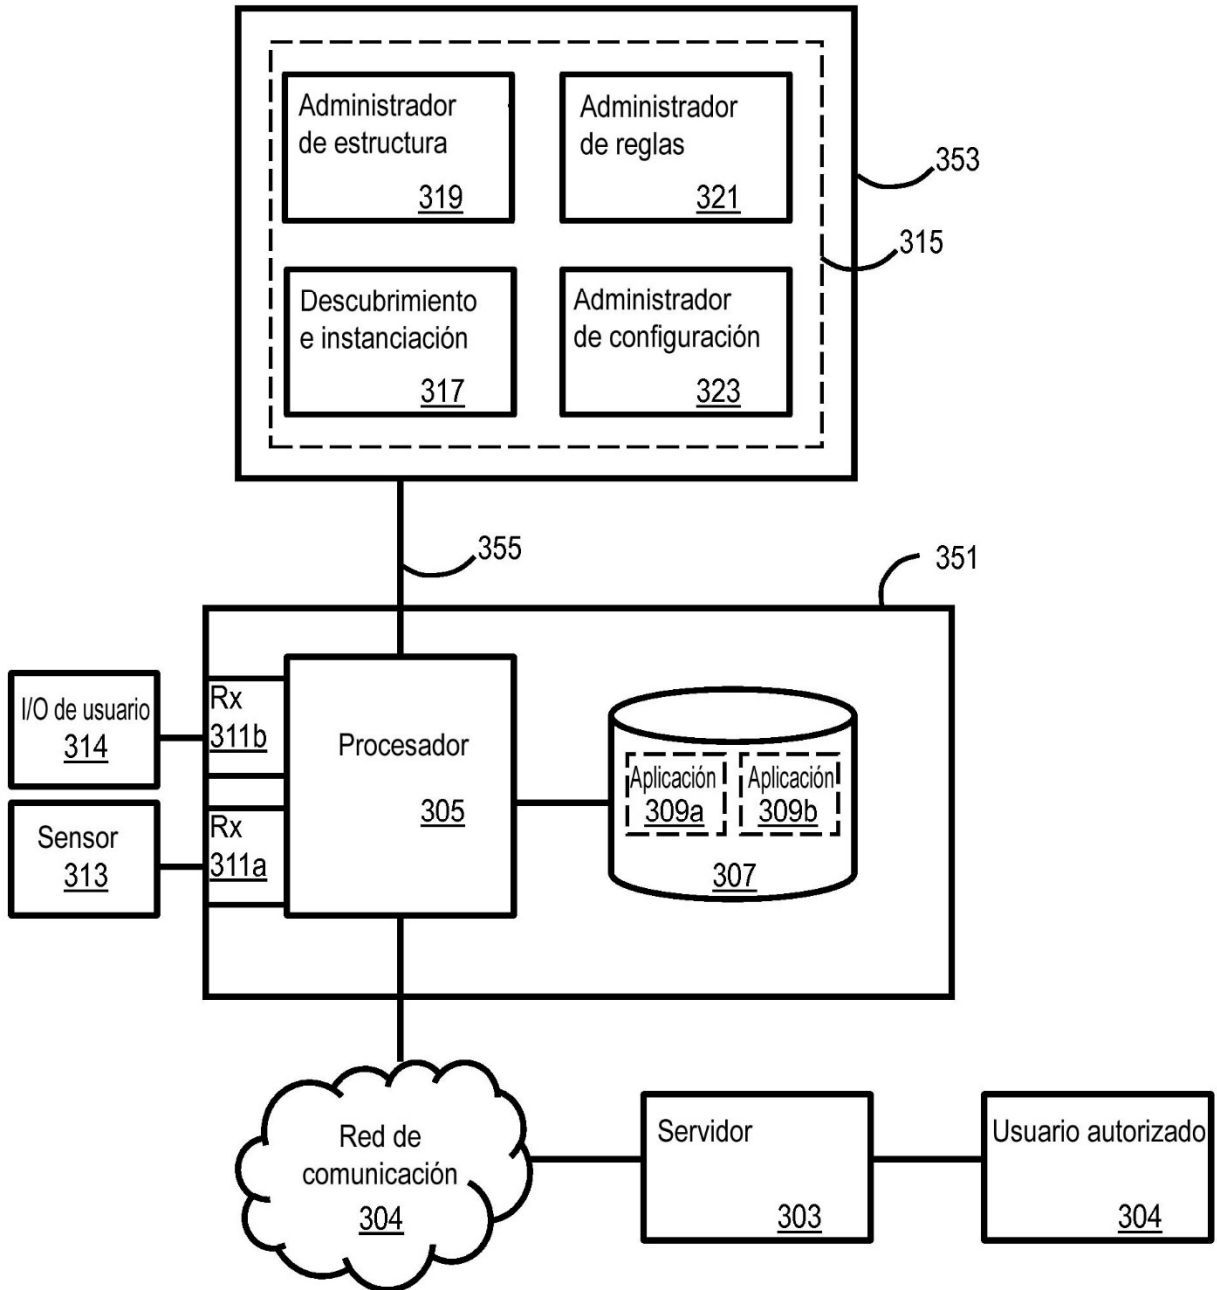 Administrador
de estructura
319
Administrador
de reglas
321
353
315
Descubrimiento
e instanciación
317
Administrador
de configuración
323
355
351
I/O de usuario
314
Rx
311b
Procesador
305
Sensor
313
Rx
311a
Aplicación
309a
Aplicación
309b
307
Red de
comunicación
304
Servidor
303
Usuario autorizado
304